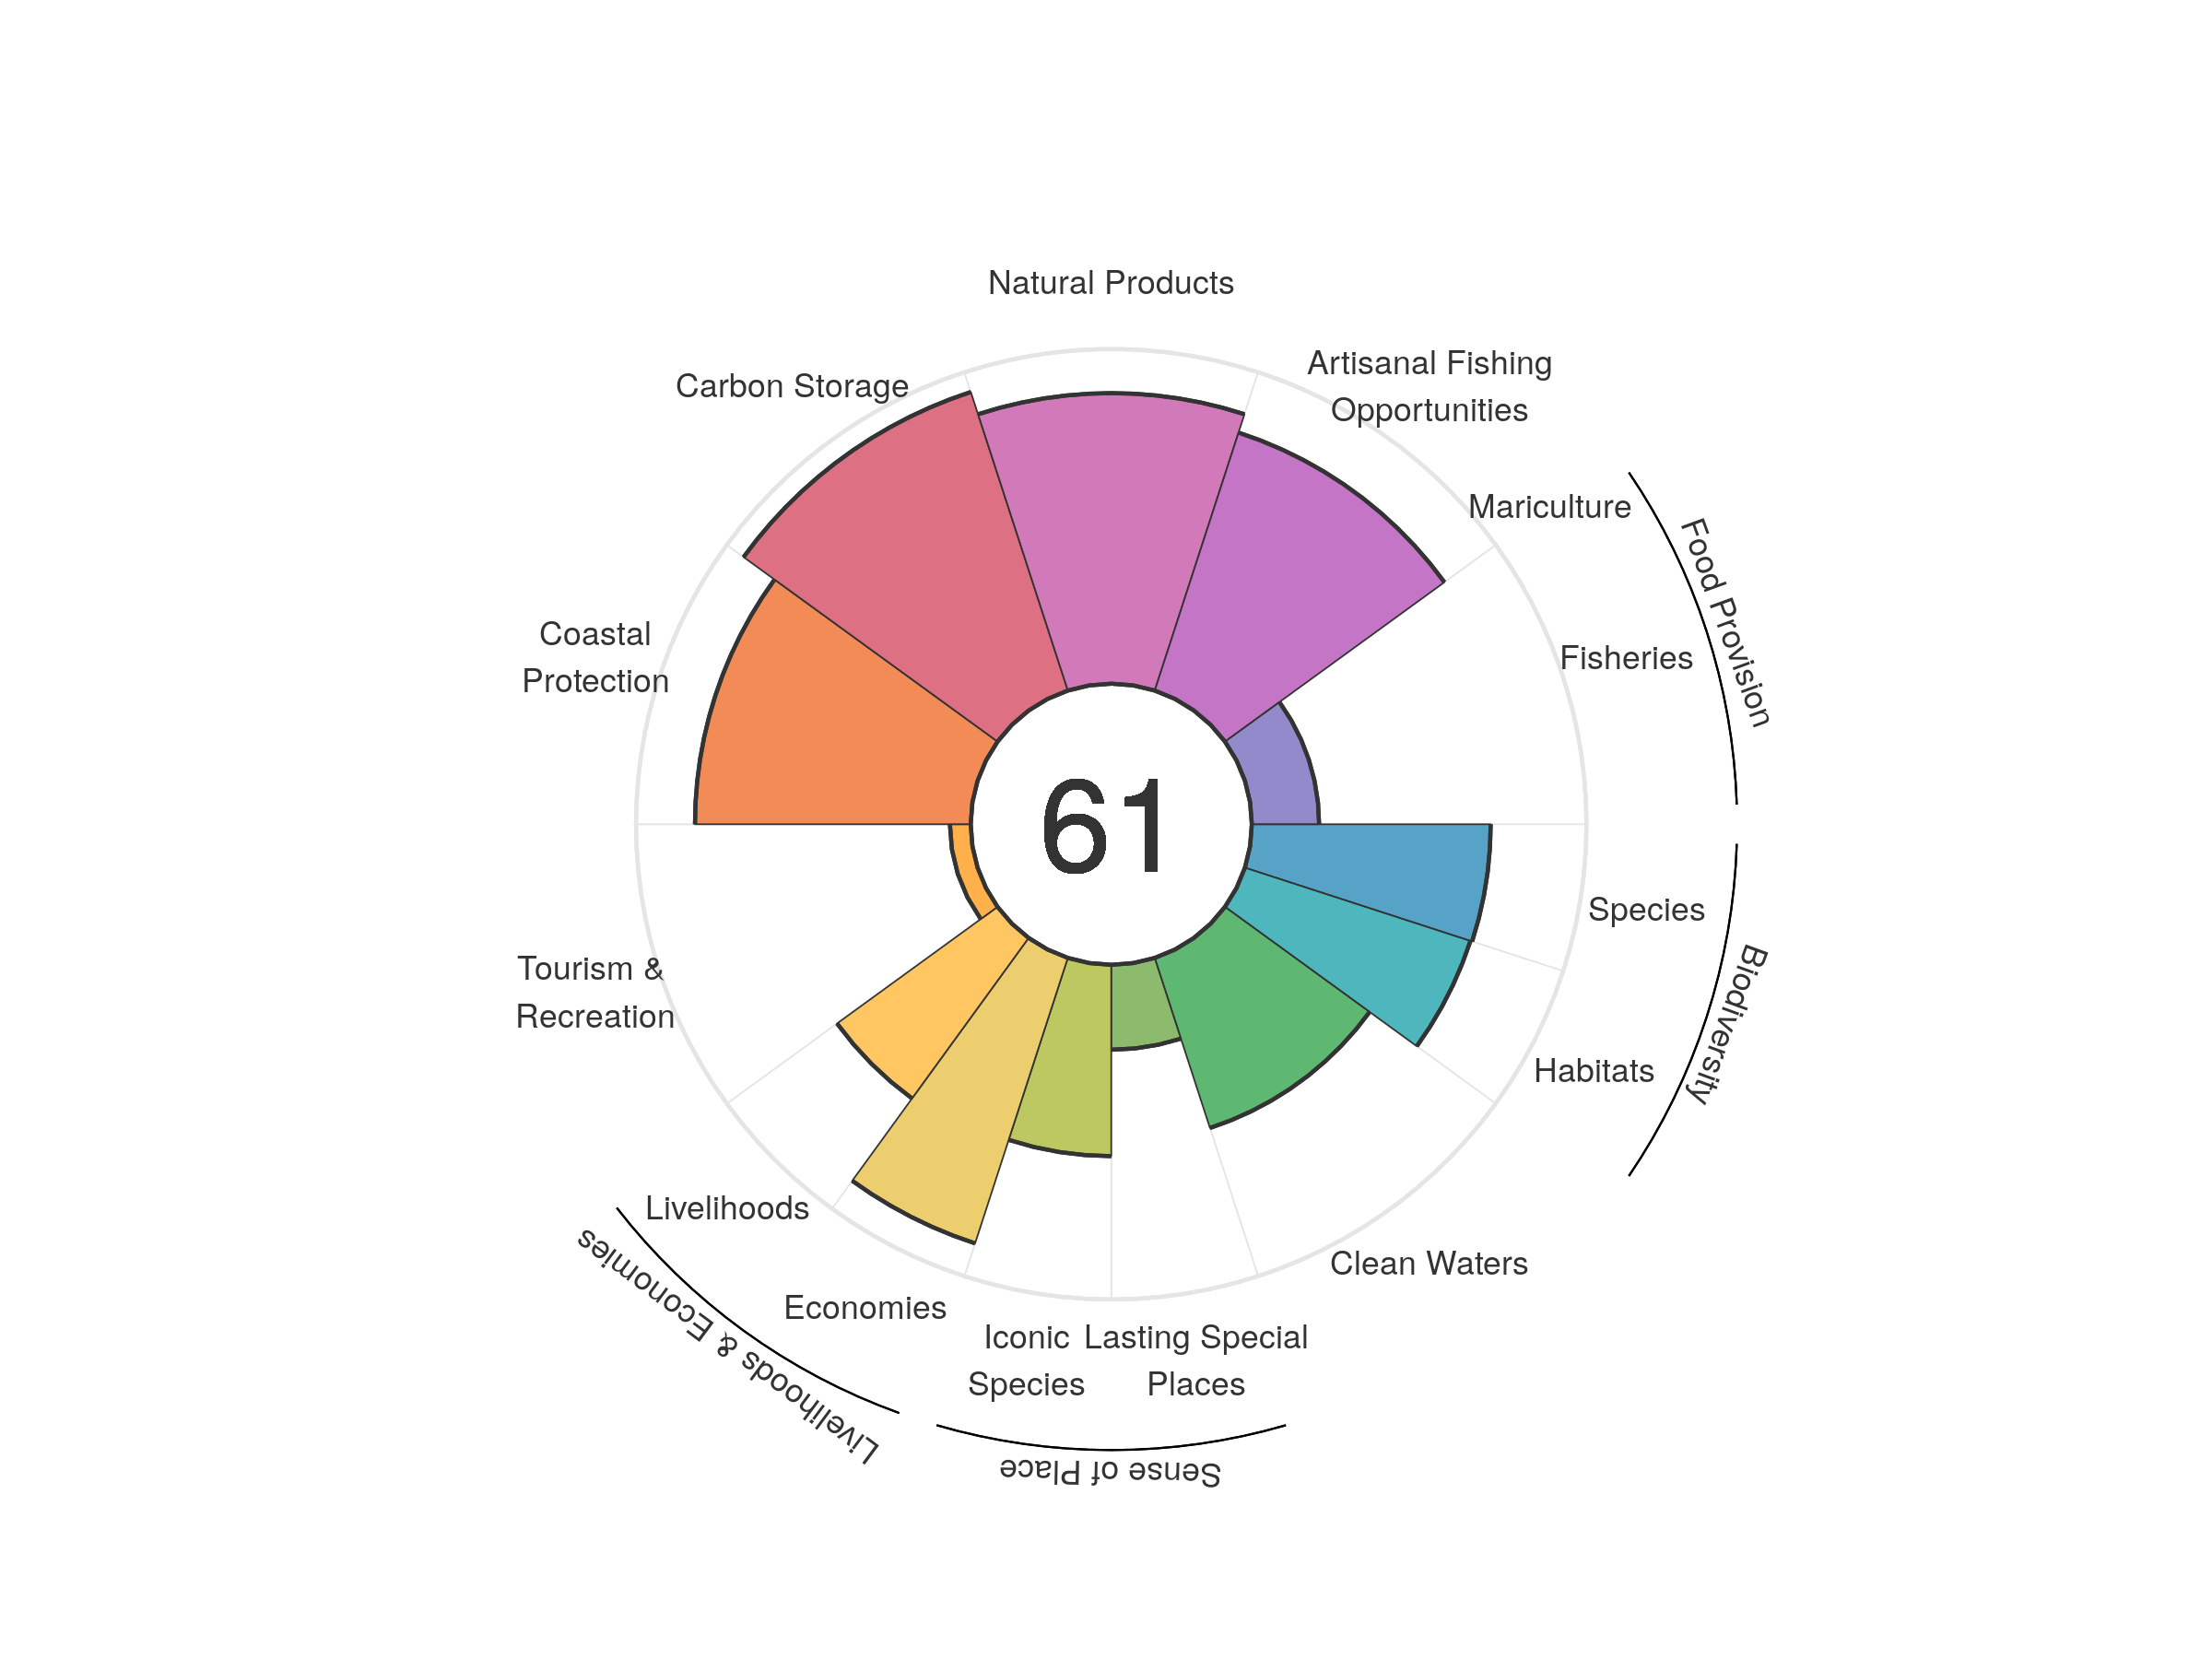 Natural Products
Artisanal Fishing
Opportunities
Carbon Storage
Mariculture
Food Provision
Coastal
Protection
Fisheries
61
Species
Biodiversity
Tourism &
Recreation
Habitats
Livelihoods
Clean Waters
Livelihoods & Economies
Economies
Iconic
Species
Lasting Special
Places
Sense of Place